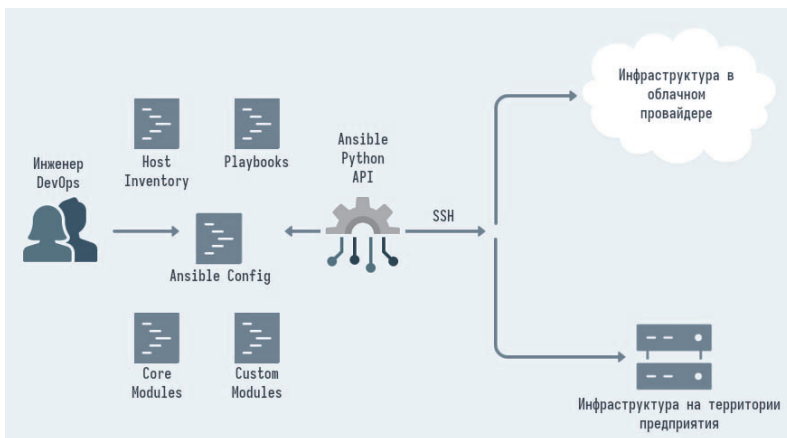 Инженер
DevOps
Host
Inventory
Playbooks
Ansible Config
Core
Modules
Custom
Modules
Ansible
Python
API
SSH
Инфраструктура в
облачном
провайдере
Инфраструктура на территории
предприятия